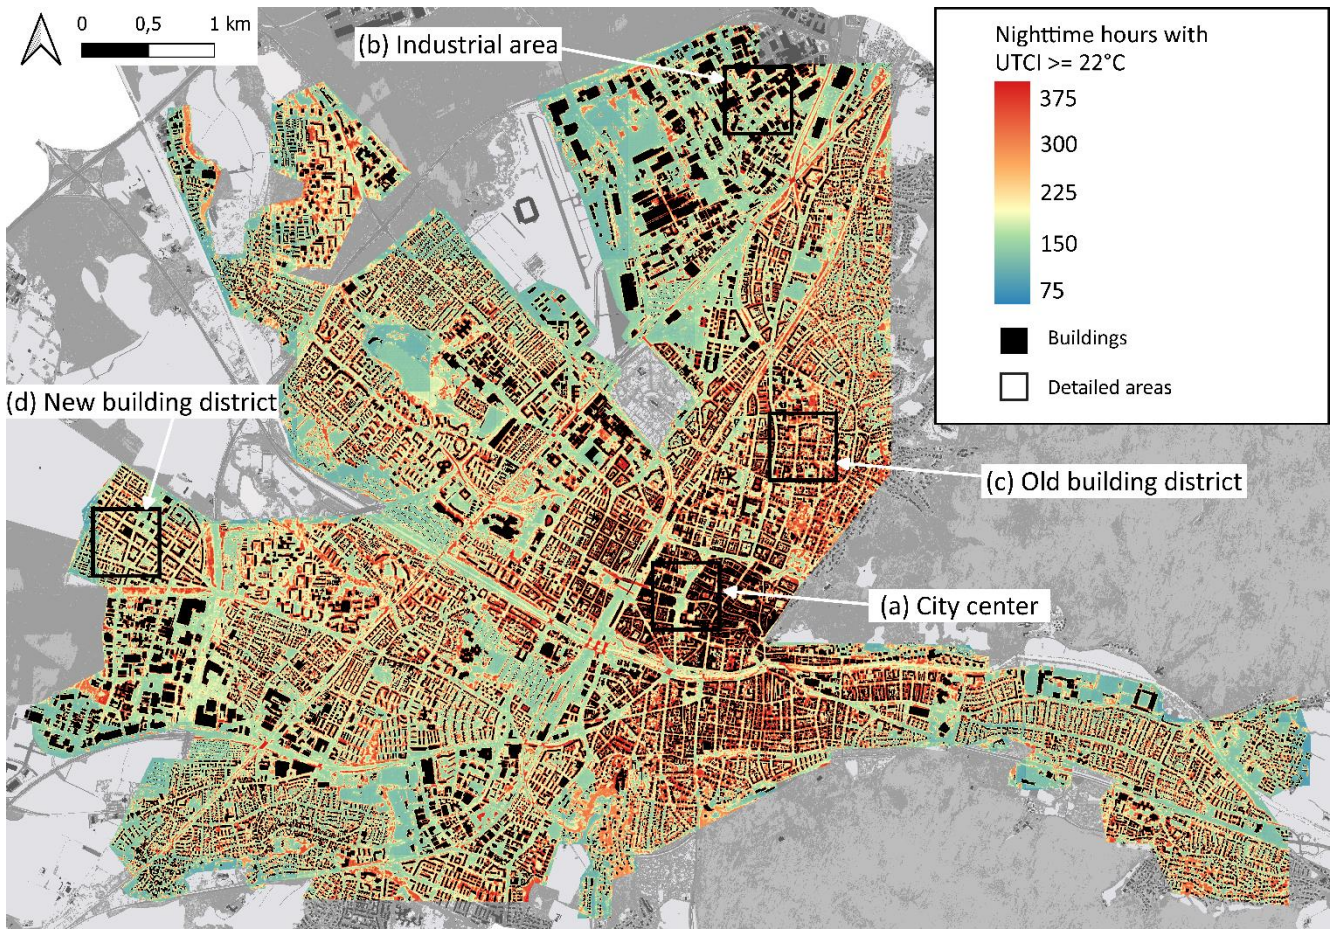 0 0,5 1 km
(b) Industrial area
Nighttime hours with
UTCI >= 22°C
375
300
225
150
75
Buildings
Detailed areas
(d) New building district
(c) Old building district
(a) City center